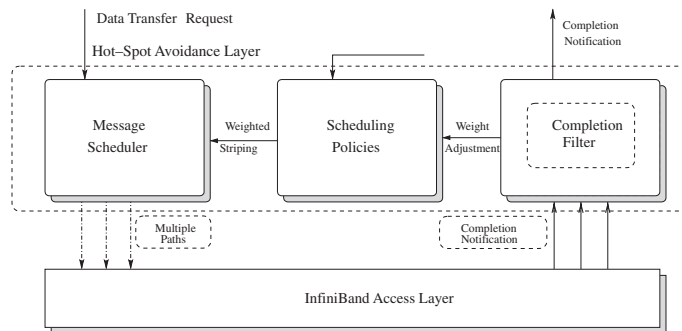 Data Transfer Request
Hot–Spot Avoidance Layer
Completion
Notification
Message
Scheduler
Weighted
Striping
Scheduling
Policies
Weight
Adjustment
Completion
Filter
Multiple
Paths
Completion
Notification
InfiniBand Access Layer